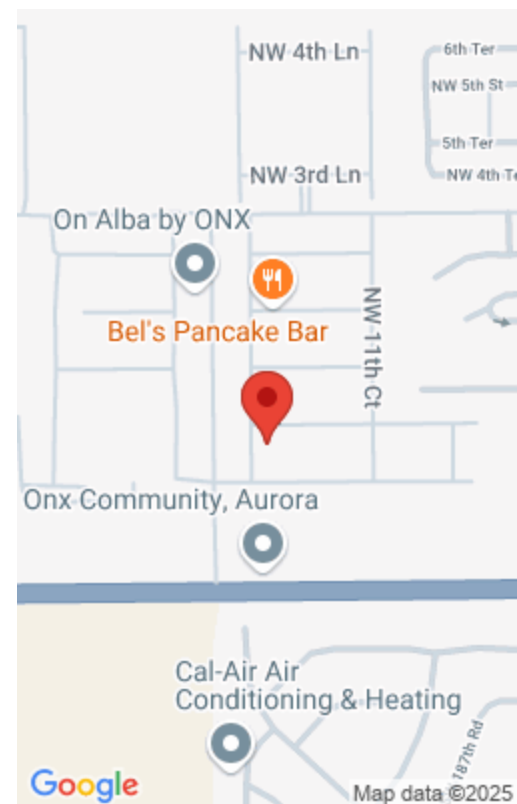 NW 4th Ln
6th Ter
NW 5th St
5th Ter
NW 3rd Ln
NW 4th Te
On Alba by ONX
Bel's Pancake Bar
NW 11th Ct
Onx Community, Aurora
Cal-Air Air
Conditioning & Heating
187th Rd
Google
Map data ©2025